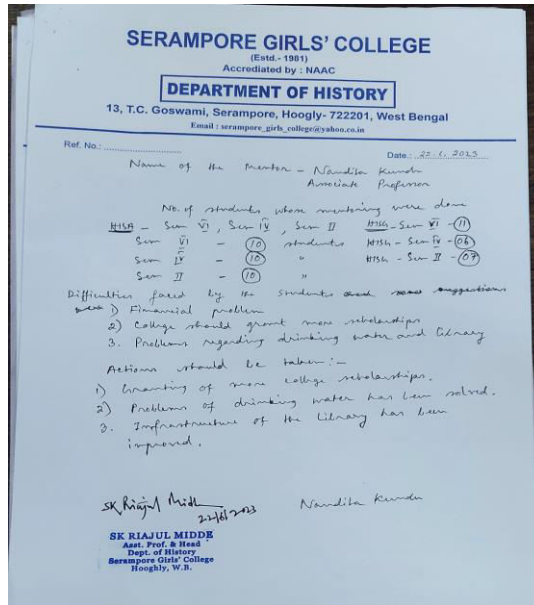 SERAMPORE GIRLS' COLLEGE
(Estd.- 1981)
Accrediated by : NAAC
DEPARTMENT OF HISTORY
13, T.C. Goswami, Serampore, Hoogly- 722201, West Bengal
Email : serampore_girls_college@yahoo.co.in
Ref. No.: ........................
Date.: 22.6.2023
Name of the Mentor - Nandita Kundu
Associate Professor
No. of students whose mentoring were done
HISA - Sem VI, Sem IV, Sem II HISG - Sem VI - 11
Sem VI - 10 students HISG - Sem IV - 06
Sem IV - 10 " HISG - Sem II - 07
Sem II - 10 "
Difficulties faced by the students suggestions
1) Financial problem
2) College should grant more scholarships
3. Problems regarding drinking water and library
Actions should be taken :-
1) Granting of more college scholarships.
2) Problems of drinking water has been solved.
3. Infrastructure of the library has been
improved.
SK Riajul Midde
22/6/2023
Nandita Kundu
SK RIAJUL MIDDE
Asst. Prof. & Head
Dept. of History
Serampore Girls' College
Hooghly, W.B.